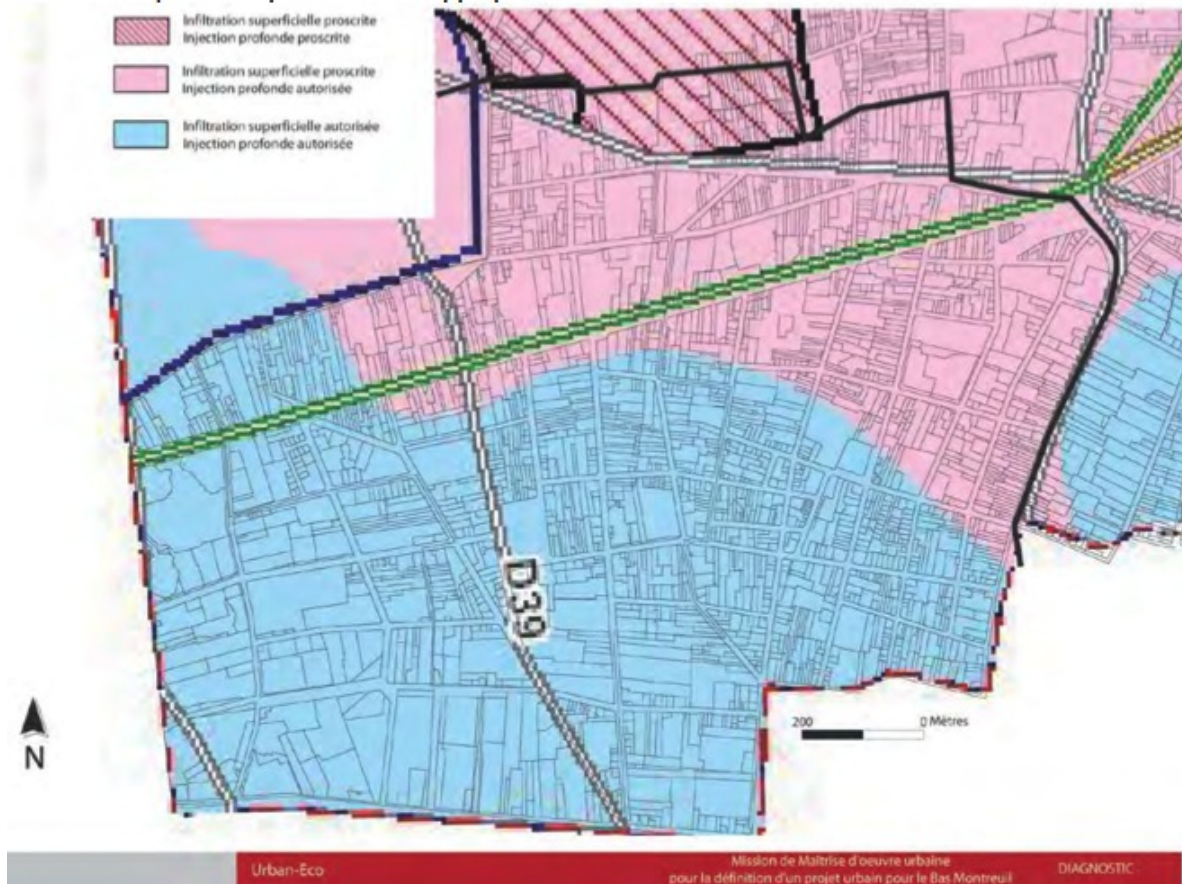 Infiltration superficielle proscrite
Injection profonde proscrite
Infiltration superficielle proscrite
Injection profonde autorisée
Infiltration superficielle autorisée
Injection profonde autorisée
D39
N
200 0 Mètres
Urban-Eco
Mission de Maîtrise d'oeuvre urbaine
pour la définition d'un projet urbain pour le Bas Montreuil
DIAGNOSTIC